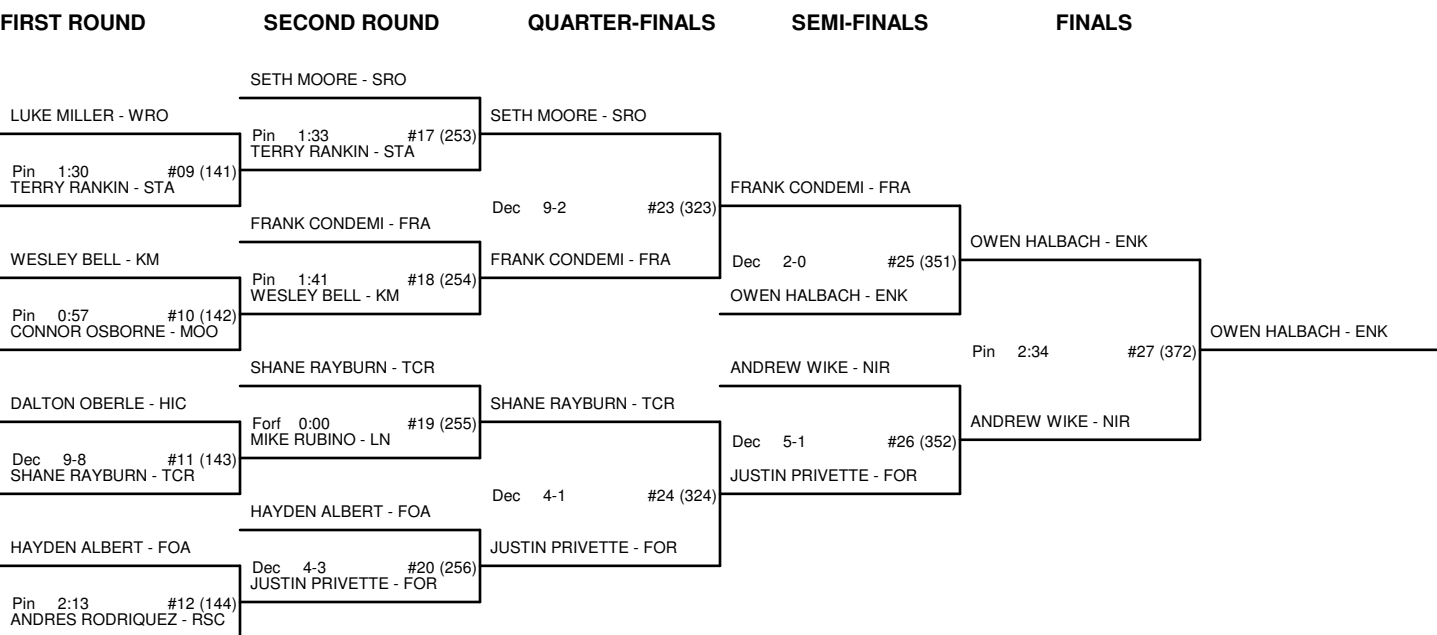 FIRST ROUND
SECOND ROUND
QUARTER-FINALS
SEMI-FINALS
FINALS
LUKE MILLER - WRO
Pin 1:30 #09 (141)
TERRY RANKIN - STA
WESLEY BELL - KM
Pin 0:57 #10 (142)
CONNOR OSBORNE - MOO
DALTON OBERLE - HIC
Dec 9-8 #11 (143)
SHANE RAYBURN - TCR
HAYDEN ALBERT - FOA
Pin 2:13 #12 (144)
ANDRES RODRIQUEZ - RSC
SETH MOORE - SRO
Pin 1:33 #17 (253)
TERRY RANKIN - STA
FRANK CONDEMI - FRA
Pin 1:41 #18 (254)
WESLEY BELL - KM
SHANE RAYBURN - TCR
Forf 0:00 #19 (255)
MIKE RUBINO - LN
HAYDEN ALBERT - FOA
Dec 4-3 #20 (256)
JUSTIN PRIVETTE - FOR
SETH MOORE - SRO
Dec 9-2 #23 (323)
FRANK CONDEMI - FRA
SHANE RAYBURN - TCR
Dec 4-1 #24 (324)
JUSTIN PRIVETTE - FOR
FRANK CONDEMI - FRA
Dec 2-0 #25 (351)
OWEN HALBACH - ENK
ANDREW WIKE - NIR
Dec 5-1 #26 (352)
JUSTIN PRIVETTE - FOR
OWEN HALBACH - ENK
Pin 2:34 #27 (372)
ANDREW WIKE - NIR
OWEN HALBACH - ENK